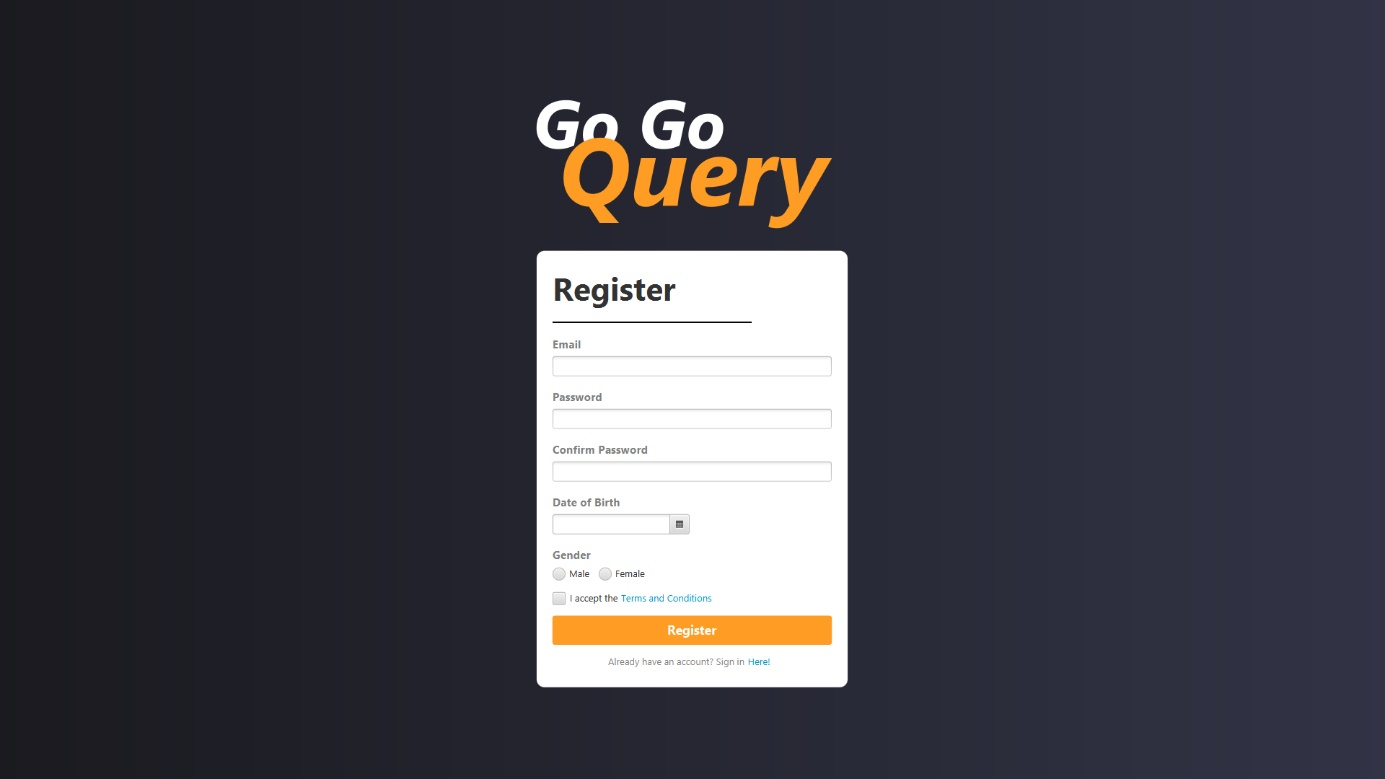 Go Go
Query
Register
Email
Password
Confirm Password
Date of Birth
Gender
Male Female
I accept the Terms and Conditions
Register
Already have an account? Sign in Here!